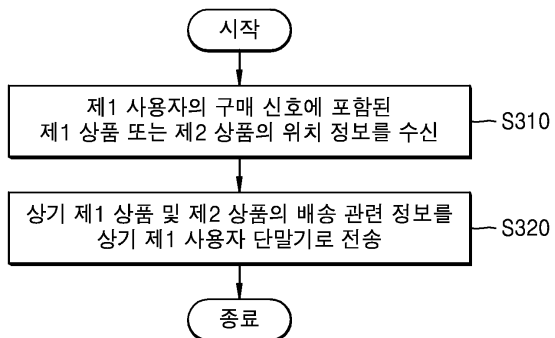 시작
제1 사용자의 구매 신호에 포함된
제1 상품 또는 제2 상품의 위치 정보를 수신
S310
상기 제1 상품 및 제2 상품의 배송 관련 정보를
상기 제1 사용자 단말기로 전송
S320
종료